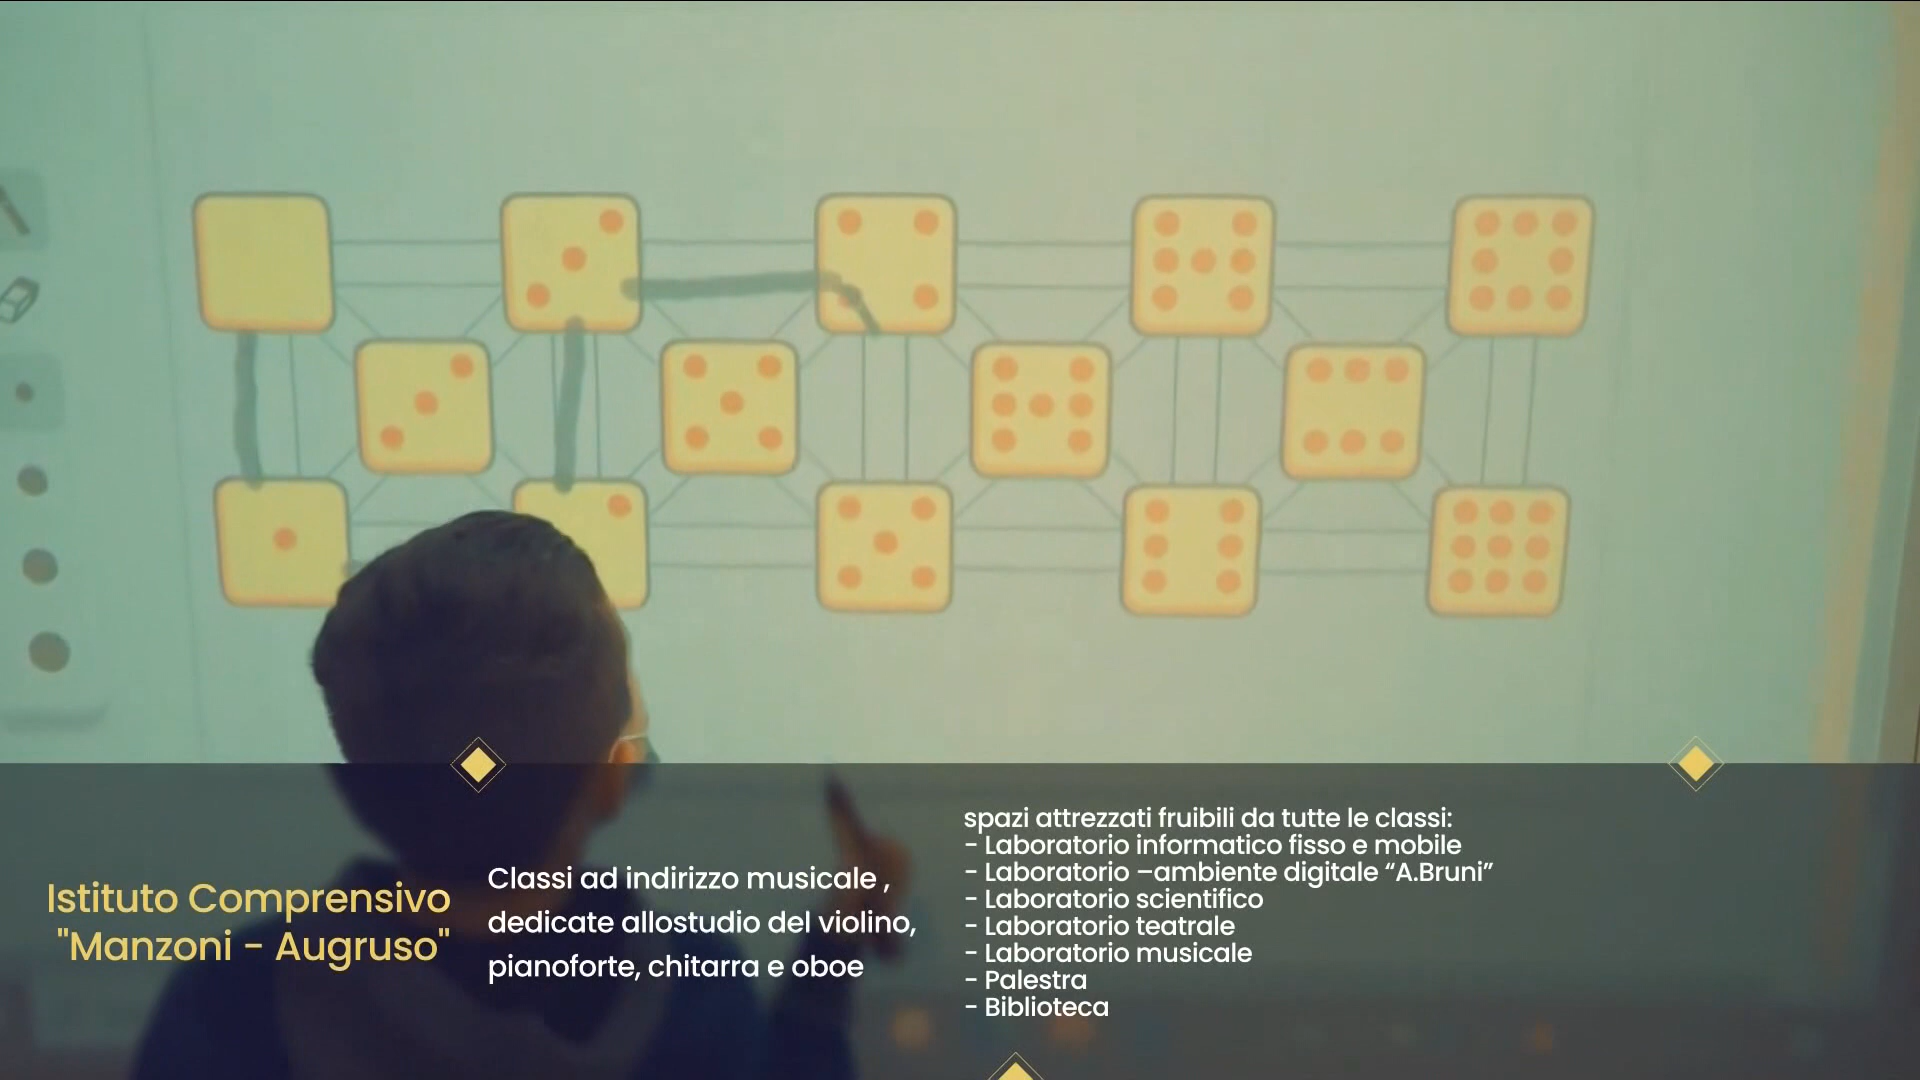 Istituto Comprensivo
"Manzoni - Augruso"
Classi ad indirizzo musicale ,
dedicate allostudio del violino,
pianoforte, chitarra e oboe
spazi attrezzati fruibili da tutte le classi:
- Laboratorio informatico fisso e mobile
- Laboratorio –ambiente digitale “A.Bruni”
- Laboratorio scientifico
- Laboratorio teatrale
- Laboratorio musicale
- Palestra
- Biblioteca